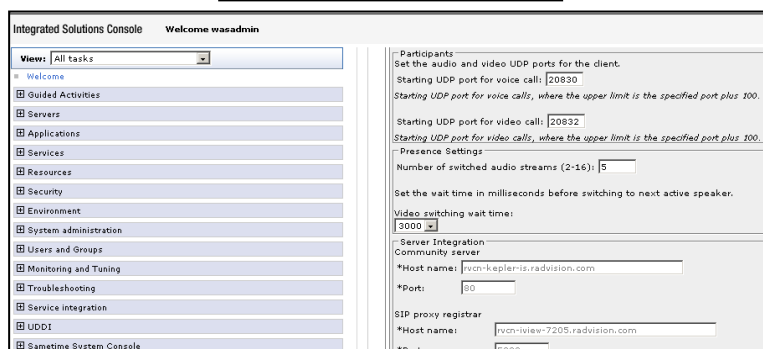 Integrated Solutions Console Welcome wasadmin
View: All tasks
Welcome
Guided Activities
Servers
Applications
Services
Resources
Security
Environment
System administration
Users and Groups
Monitoring and Tuning
Troubleshooting
Service integration
UDDI
Sametime System Console
Participants
Set the audio and video UDP ports for the client.
Starting UDP port for voice call: 20830
Starting UDP port for voice calls, where the upper limit is the specified port plus 100.
Starting UDP port for video call: 20832
Starting UDP port for video calls, where the upper limit is the specified port plus 100.
Presence Settings
Number of switched audio streams (2-16): 5
Set the wait time in milliseconds before switching to next active speaker.
Video switching wait time:
3000
Server Integration
Community server
*Host name: rvcn-kepler-is.radvision.com
*Port: 80
SIP proxy registrar
*Host name: rvcn-iview-7205.radvision.com